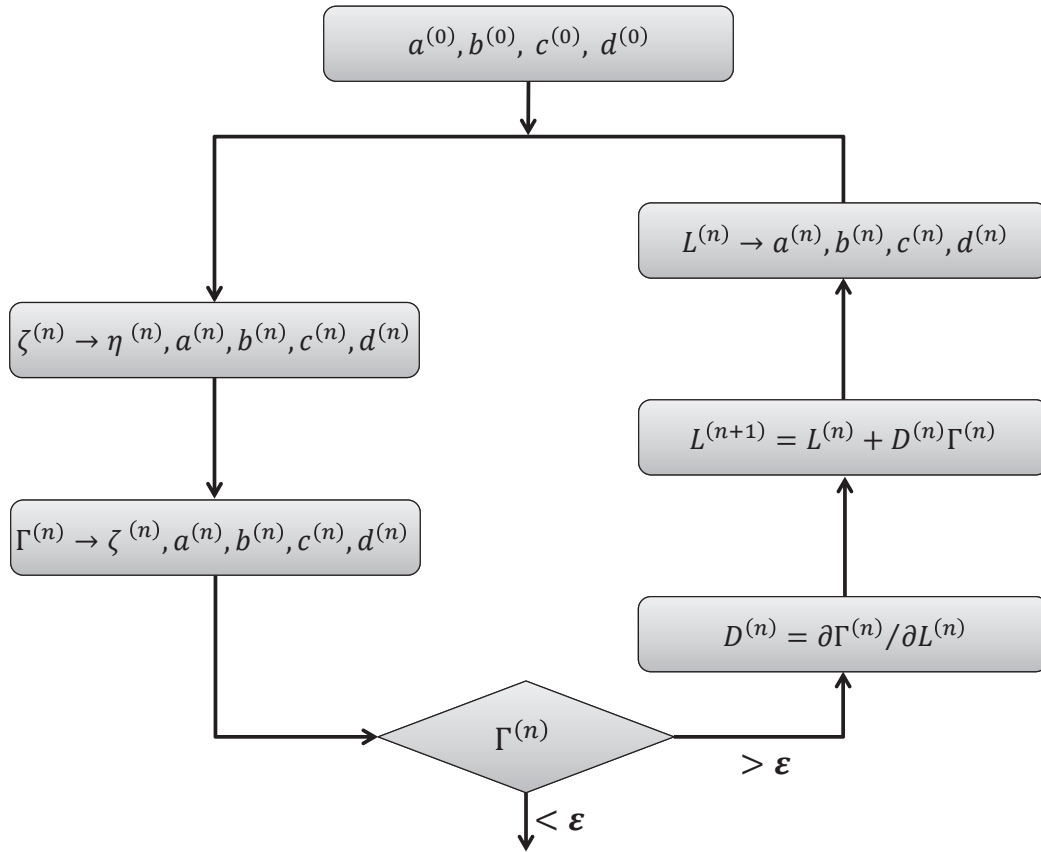 a⁽⁰⁾, b⁽⁰⁾, c⁽⁰⁾, d⁽⁰⁾
ζ⁽ⁿ⁾ → η⁽ⁿ⁾, a⁽ⁿ⁾, b⁽ⁿ⁾, c⁽ⁿ⁾, d⁽ⁿ⁾
Γ⁽ⁿ⁾ → ζ⁽ⁿ⁾, a⁽ⁿ⁾, b⁽ⁿ⁾, c⁽ⁿ⁾, d⁽ⁿ⁾
Γ⁽ⁿ⁾
< ε
> ε
D⁽ⁿ⁾ = ∂Γ⁽ⁿ⁾/∂L⁽ⁿ⁾
L⁽ⁿ⁺¹⁾ = L⁽ⁿ⁾ + D⁽ⁿ⁾Γ⁽ⁿ⁾
L⁽ⁿ⁾ → a⁽ⁿ⁾, b⁽ⁿ⁾, c⁽ⁿ⁾, d⁽ⁿ⁾